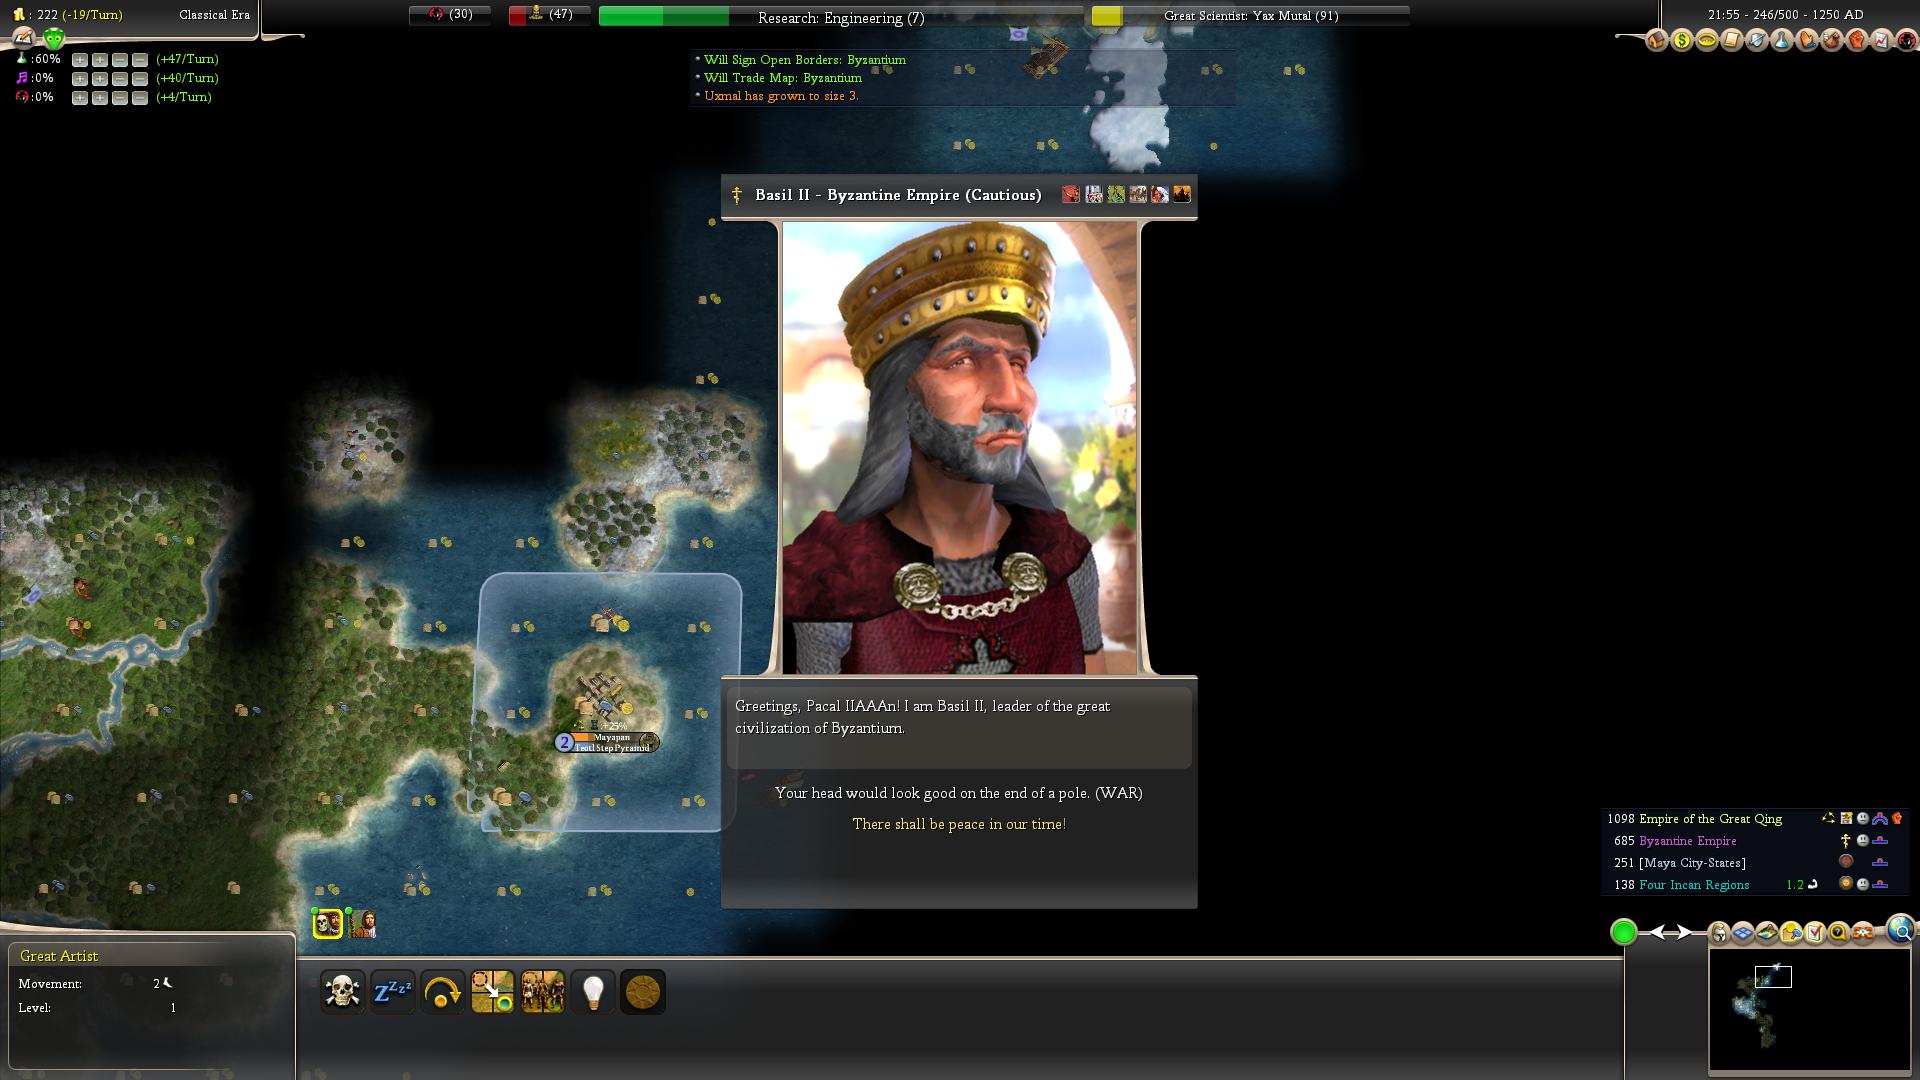 : 222 (-19/Turn)
Classical Era
(30)
(47)
Research: Engineering (7)
Great Scientist: Yax Mutal (91)
21:55 - 246/500 - 1250 AD
:60%
(+47/Turn)
:0%
(+40/Turn)
:0%
(+4/Turn)
Will Sign Open Borders: Byzantium
Will Trade Map: Byzantium
Uxmal has grown to size 3.
Basil II - Byzantine Empire (Cautious)
Greetings, Pacal IIAAAn! I am Basil II, leader of the great
civilization of Byzantium.
Your head would look good on the end of a pole. (WAR)
There shall be peace in our time!
:+25%
2
Mayapan
Teotl Step Pyramid
1098 Empire of the Great Qing
685 Byzantine Empire
251 [Maya City-States]
138 Four Incan Regions 1.2
Great Artist
Movement: 2
Level: 1
ZZZZ